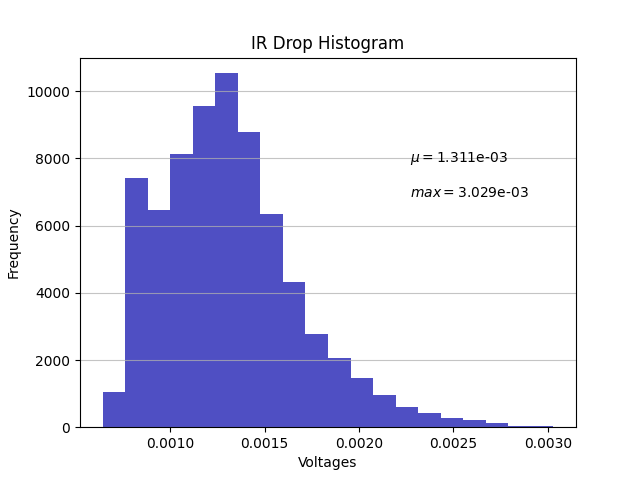 IR Drop Histogram
10000
8000
6000
4000
2000
0
Frequency
μ = 1.311e-03
max = 3.029e-03
0.0010 0.0015 0.0020 0.0025 0.0030
Voltages